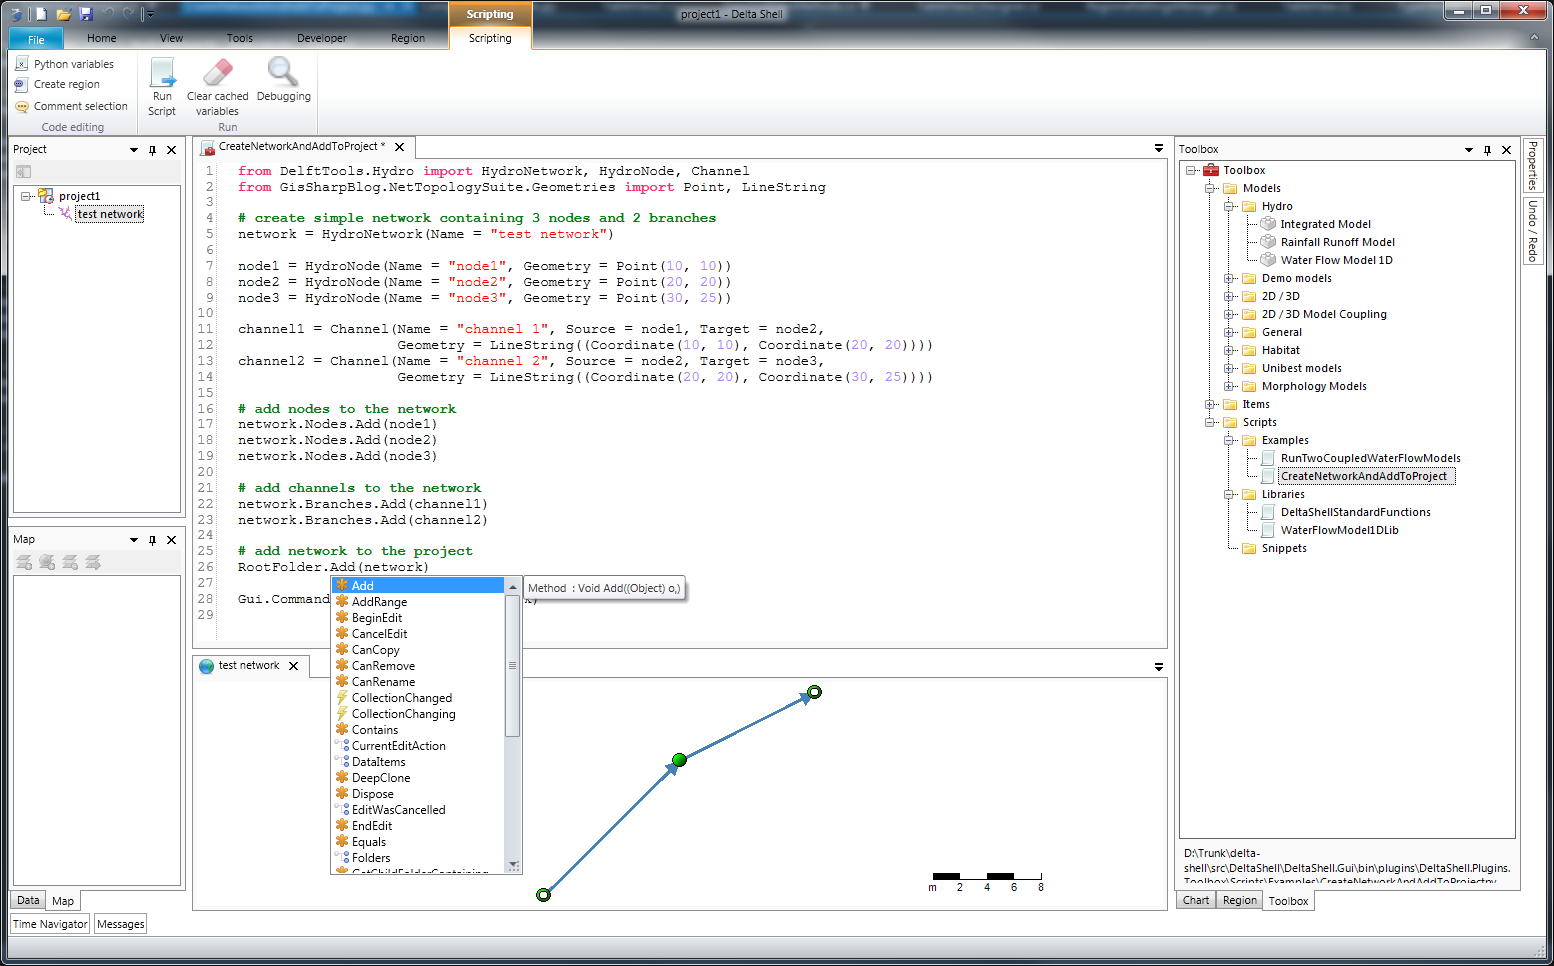 Scripting
project1 - Delta Shell
File
Home
View
Tools
Developer
Region
Scripting
Python variables
Create region
Comment selection
Code editing
Run
Script
Clear cached
variables
Debugging
Run
Project
project1
test network
Map
Data
Map
Time Navigator
Messages
CreateNetworkAndAddToProject *
1 from DelftTools.Hydro import HydroNetwork, HydroNode, Channel
2 from GisSharpBlog.NetTopologySuite.Geometries import Point, LineString
3
4 # create simple network containing 3 nodes and 2 branches
5 network = HydroNetwork(Name = "test network")
6
7 node1 = HydroNode(Name = "node1", Geometry = Point(10, 10))
8 node2 = HydroNode(Name = "node2", Geometry = Point(20, 20))
9 node3 = HydroNode(Name = "node3", Geometry = Point(30, 25))
10
11 channel1 = Channel(Name = "channel 1", Source = node1, Target = node2,
12 Geometry = LineString((Coordinate(10, 10), Coordinate(20, 20))))
13 channel2 = Channel(Name = "channel 2", Source = node2, Target = node3,
14 Geometry = LineString((Coordinate(20, 20), Coordinate(30, 25))))
15
16 # add nodes to the network
17 network.Nodes.Add(node1)
18 network.Nodes.Add(node2)
19 network.Nodes.Add(node3)
20
21 # add channels to the network
22 network.Branches.Add(channel1)
23 network.Branches.Add(channel2)
24
25 # add network to the project
26 RootFolder.Add(network)
27
28 Gui.Command
29
Add
AddRange
BeginEdit
CancelEdit
CanCopy
CanRemove
CanRename
CollectionChanged
CollectionChanging
Contains
CurrentEditAction
DataItems
DeepClone
Dispose
EditWasCancelled
EndEdit
Equals
Folders
GetChildFolderContaining
Method : Void Add((Object) o,)
test network
m 2 4 6 8
Toolbox
Toolbox
Models
Hydro
Integrated Model
Rainfall Runoff Model
Water Flow Model 1D
Demo models
2D / 3D
2D / 3D Model Coupling
General
Habitat
Unibest models
Morphology Models
Items
Scripts
Examples
RunTwoCoupledWaterFlowModels
CreateNetworkAndAddToProject
Libraries
DeltaShellStandardFunctions
WaterFlowModel1DLib
Snippets
D:\Trunk\delta-
shell\src\DeltaShell\DeltaShell.Gui\bin\plugins\DeltaShell.Plugins.
Toolbox\Scripts\Examples\CreateNetworkAndAddToProject.py
Chart
Region
Toolbox
Properties
Undo / Redo